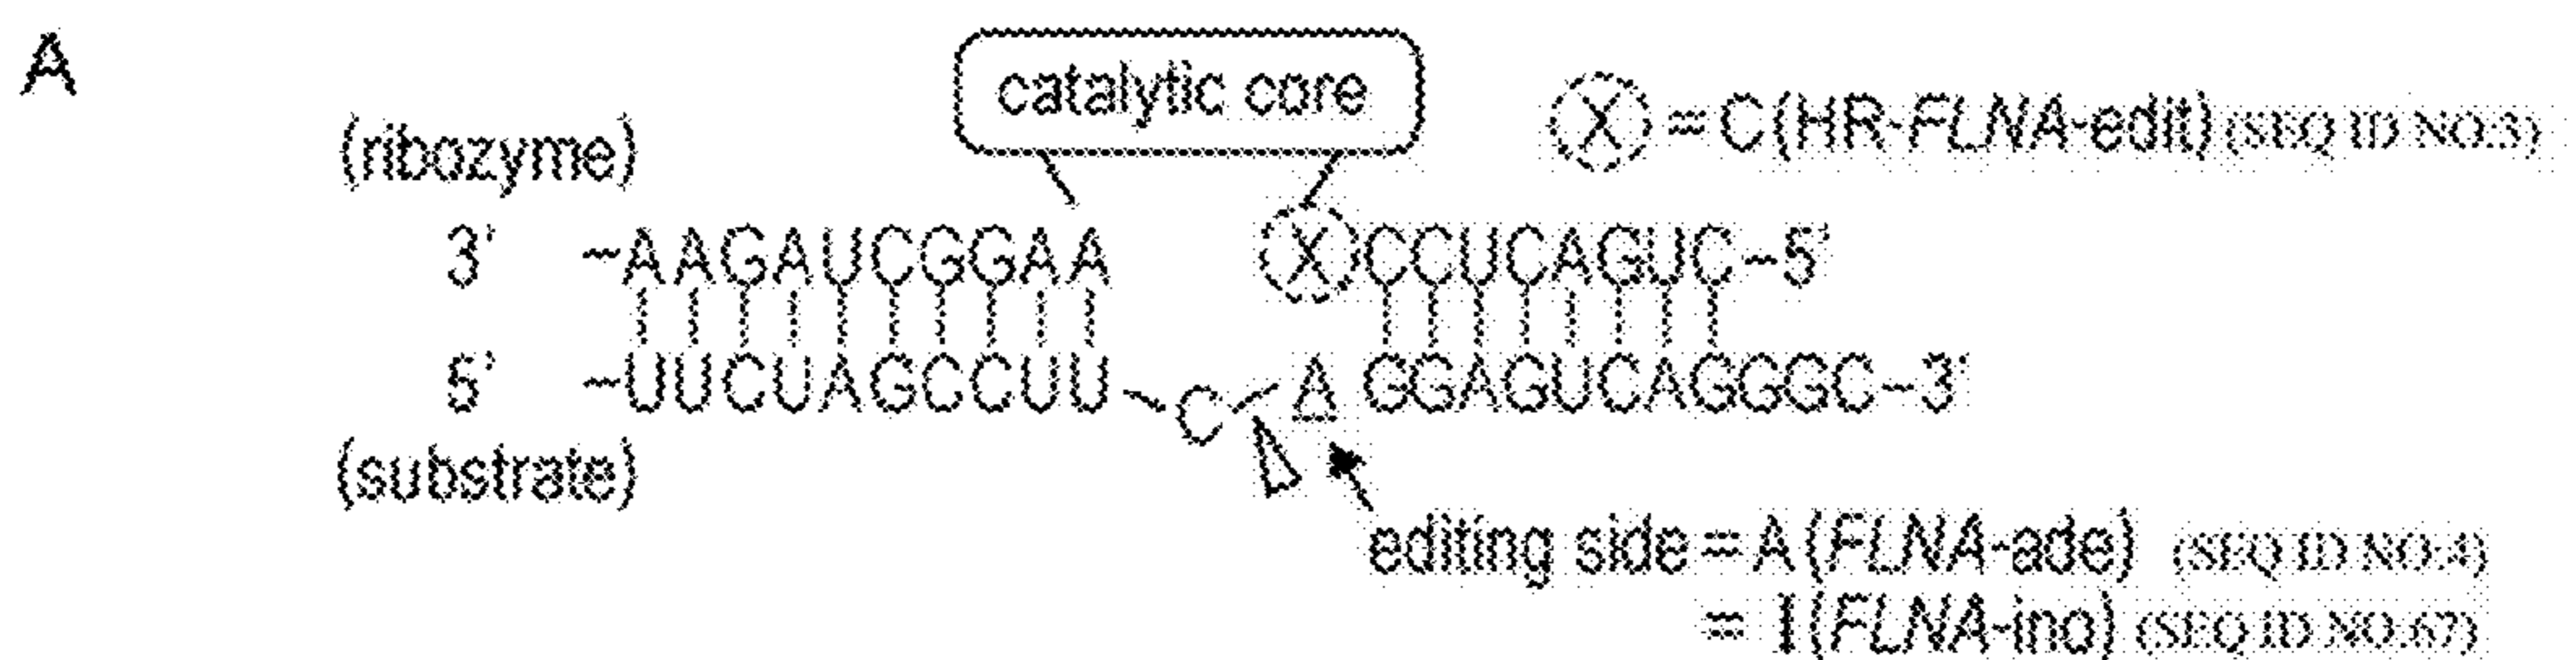 A
catalytic core
(ribozyme)
X = C (HR-FLNA-edit) (SEQ ID NO:3)
3' ~AAGAUCGGAA X CCUCAGUC~5'
5' ~UUCUAGCCUU~C~A GGAGUCAGGGC~3'
(substrate)
editing side = A (FLNA-ade) (SEQ ID NO:4)
= I (FLNA-ino) (SEQ ID NO:67)